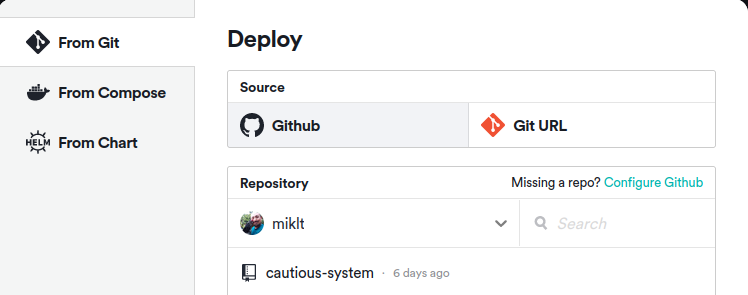 From Git
From Compose
HELM From Chart
Deploy
Source
Github Git URL
Repository Missing a repo? Configure Github
miklt Search
cautious-system · 6 days ago